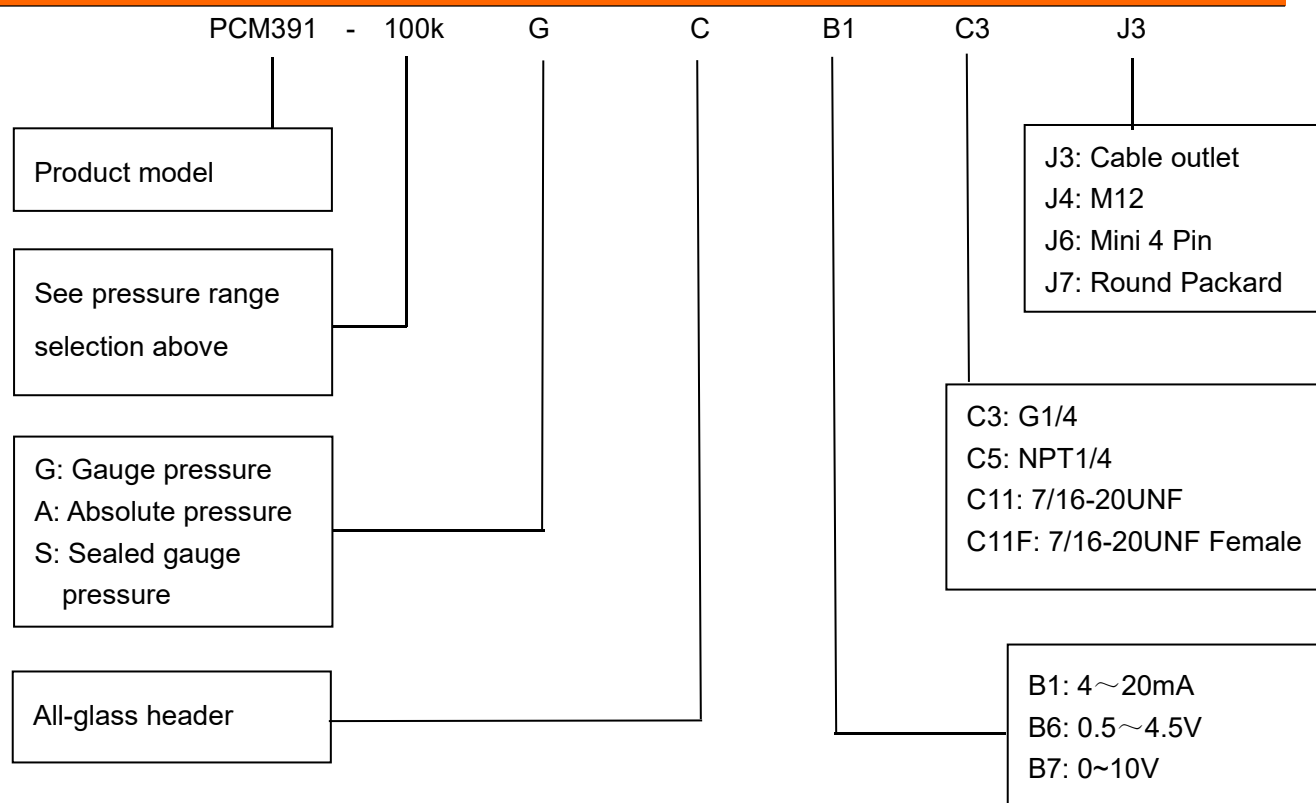 PCM391 - 100k G C B1 C3 J3
Product model
See pressure range
selection above
G: Gauge pressure
A: Absolute pressure
S: Sealed gauge
pressure
All-glass header
J3: Cable outlet
J4: M12
J6: Mini 4 Pin
J7: Round Packard
C3: G1/4
C5: NPT1/4
C11: 7/16-20UNF
C11F: 7/16-20UNF Female
B1: 4～20mA
B6: 0.5～4.5V
B7: 0~10V